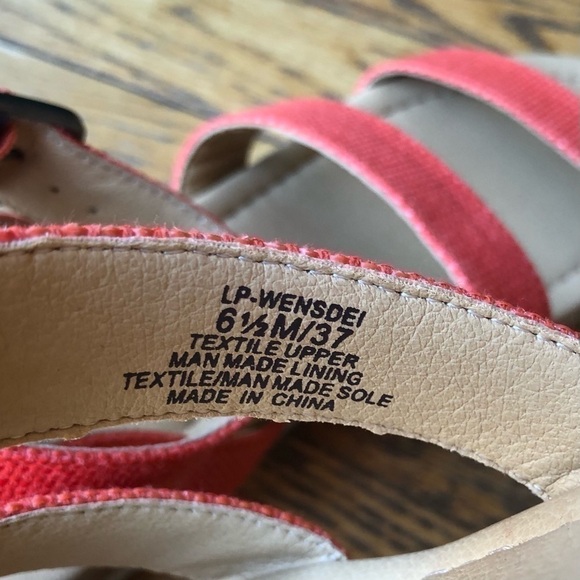 LP-WENSDEI
6½M/37
TEXTILE UPPER
MAN MADE LINING
TEXTILE/MAN MADE SOLE
MADE IN CHINA